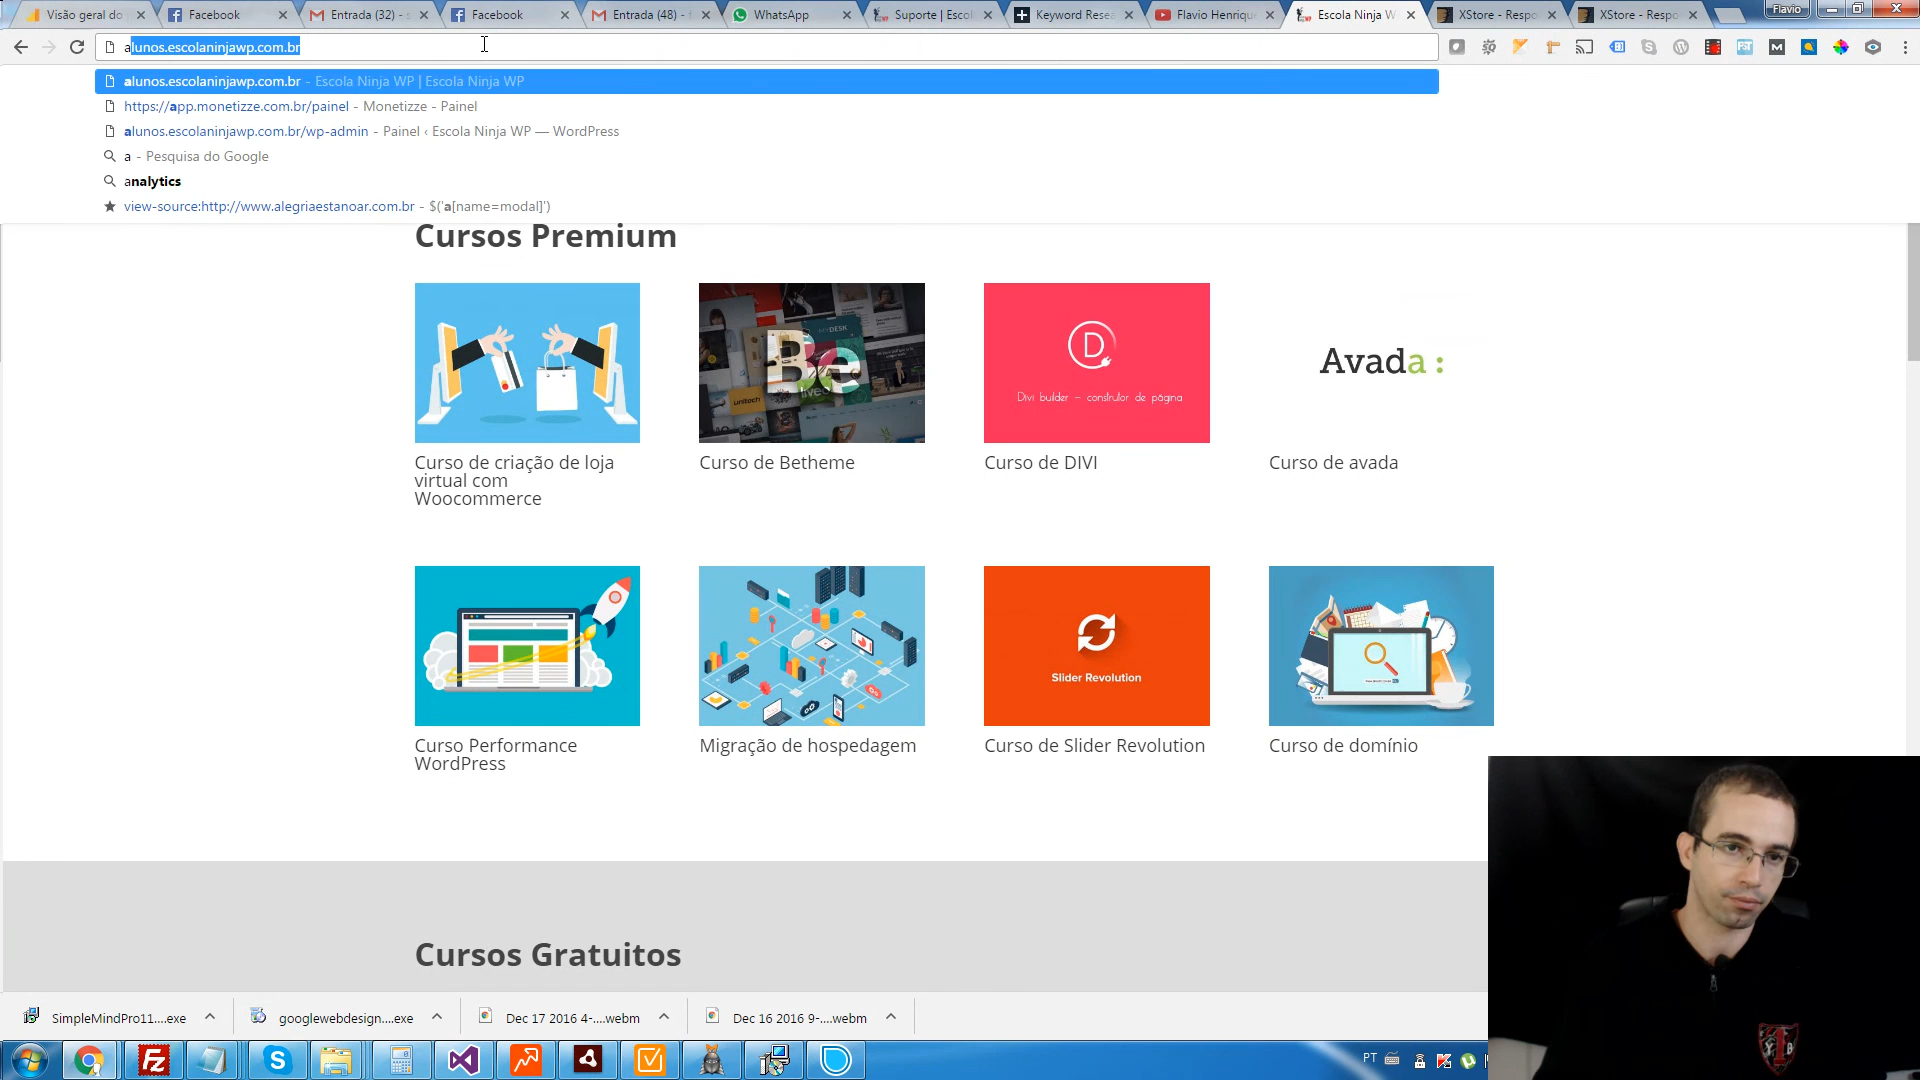 Visão geral do
Facebook
Entrada (32) - s
Facebook
Entrada (48) - f
WhatsApp
Suporte | Escol
Keyword Resea
Flavio Henrique
Escola Ninja W
XStore - Respo
XStore - Respo
Flavio
alunos.escolaninjawp.com.br
alunos.escolaninjawp.com.br - Escola Ninja WP | Escola Ninja WP
https://app.monetizze.com.br/painel - Monetizze - Painel
alunos.escolaninjawp.com.br/wp-admin - Painel ‹ Escola Ninja WP — WordPress
a - Pesquisa do Google
analytics
view-source:http://www.alegriaestanoar.com.br - $('a[name=modal]')
Cursos Premium
Be
D
Divi builder – construtor de página
Avada:
Curso de criação de loja
virtual com
Woocommerce
Curso de Betheme
Curso de DIVI
Curso de avada
Slider Revolution
Curso Performance
WordPress
Migração de hospedagem
Curso de Slider Revolution
Curso de domínio
Cursos Gratuitos
SimpleMindPro11....exe
googlewebdesign....exe
Dec 17 2016 4-....webm
Dec 16 2016 9-....webm
PT